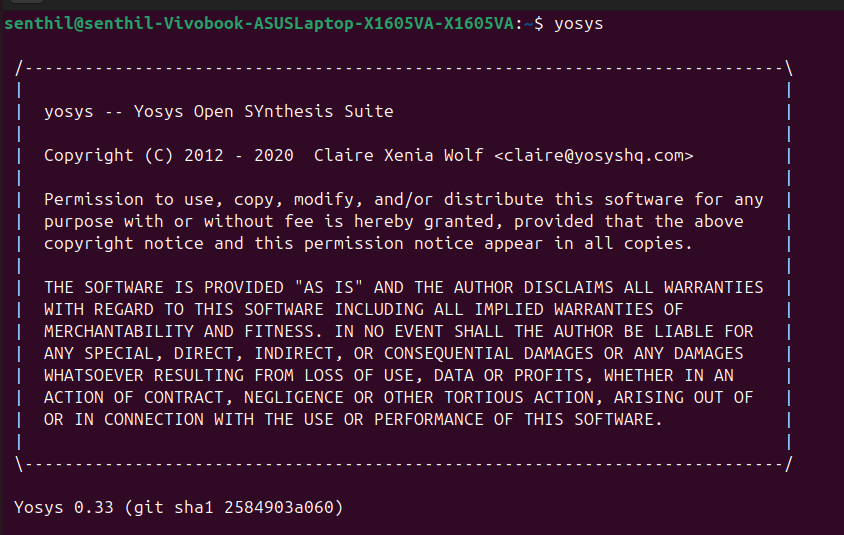 senthil@senthil-Vivobook-ASUSLaptop-X1605VA-X1605VA:~$ yosys
/----------------------------------------------------------------------------\
|                                                                            |
|  yosys -- Yosys Open SYnthesis Suite                                       |
|                                                                            |
|  Copyright (C) 2012 - 2020  Claire Xenia Wolf <claire@yosyshq.com>         |
|                                                                            |
|  Permission to use, copy, modify, and/or distribute this software for any  |
|  purpose with or without fee is hereby granted, provided that the above    |
|  copyright notice and this permission notice appear in all copies.         |
|                                                                            |
|  THE SOFTWARE IS PROVIDED "AS IS" AND THE AUTHOR DISCLAIMS ALL WARRANTIES  |
|  WITH REGARD TO THIS SOFTWARE INCLUDING ALL IMPLIED WARRANTIES OF          |
|  MERCHANTABILITY AND FITNESS. IN NO EVENT SHALL THE AUTHOR BE LIABLE FOR   |
|  ANY SPECIAL, DIRECT, INDIRECT, OR CONSEQUENTIAL DAMAGES OR ANY DAMAGES    |
|  WHATSOEVER RESULTING FROM LOSS OF USE, DATA OR PROFITS, WHETHER IN AN     |
|  ACTION OF CONTRACT, NEGLIGENCE OR OTHER TORTIOUS ACTION, ARISING OUT OF   |
|  OR IN CONNECTION WITH THE USE OR PERFORMANCE OF THIS SOFTWARE.            |
|                                                                            |
\----------------------------------------------------------------------------/
Yosys 0.33 (git sha1 2584903a060)